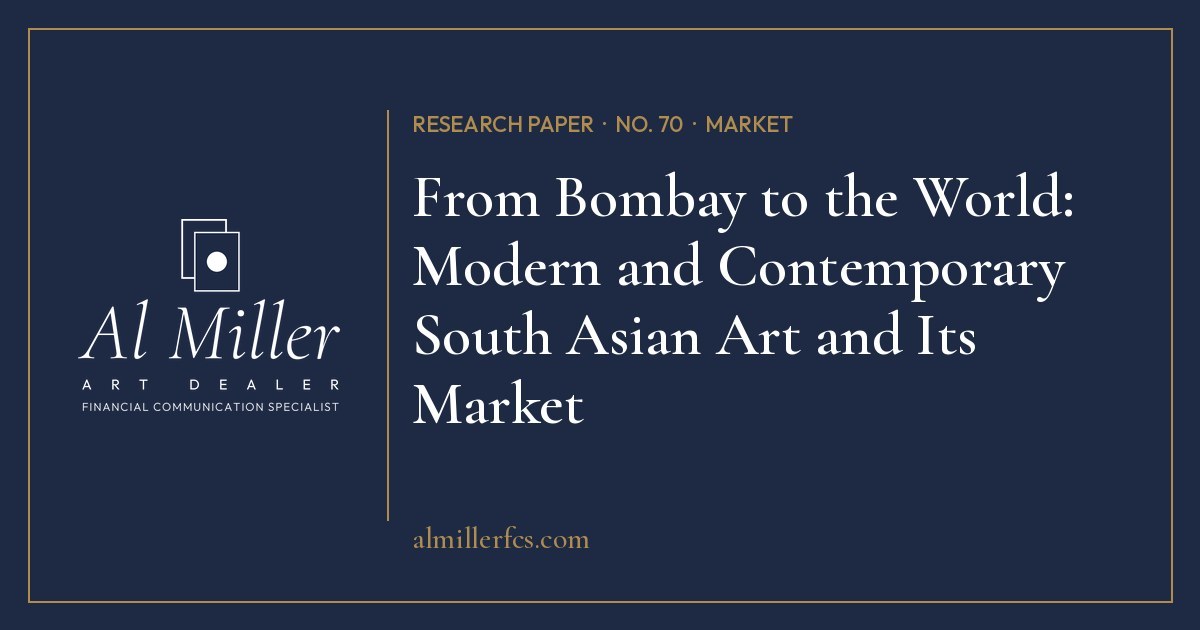 Al Miller
ART DEALER
FINANCIAL COMMUNICATION SPECIALIST
RESEARCH PAPER · NO. 70 · MARKET
From Bombay to the World:
Modern and Contemporary
South Asian Art and Its
Market
almillerfcs.com